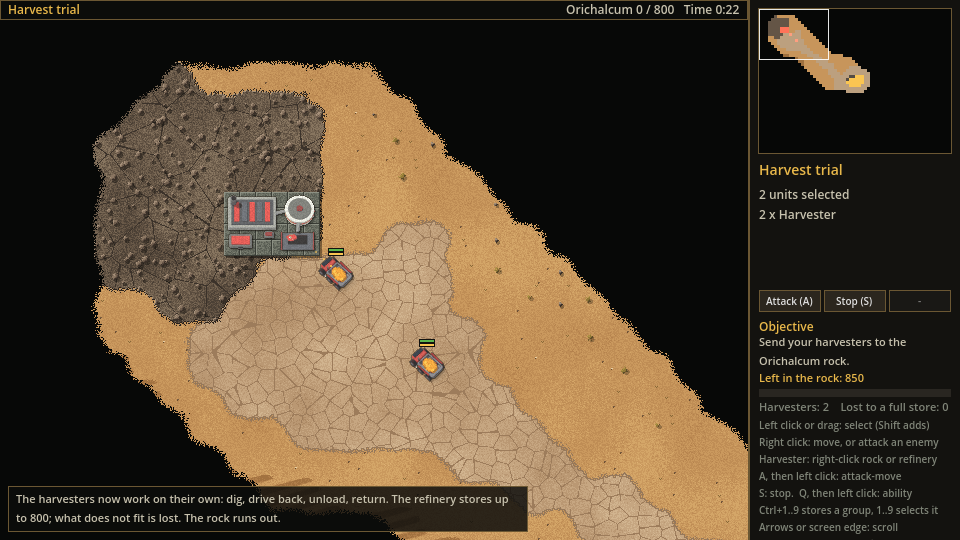 Harvest trial
Orichalcum 0 / 800 Time 0:22
Harvest trial
2 units selected
2 x Harvester
Attack (A)
Stop (S)
-
Objective
Send your harvesters to the
Orichalcum rock.
Left in the rock: 850
Harvesters: 2 Lost to a full store: 0
Left click or drag: select (Shift adds)
Right click: move, or attack an enemy
Harvester: right-click rock or refinery
A, then left click: attack-move
S: stop. Q, then left click: ability
Ctrl+1..9 stores a group, 1..9 selects it
Arrows or screen edge: scroll
The harvesters now work on their own: dig, drive back, unload, return. The refinery stores up
to 800; what does not fit is lost. The rock runs out.